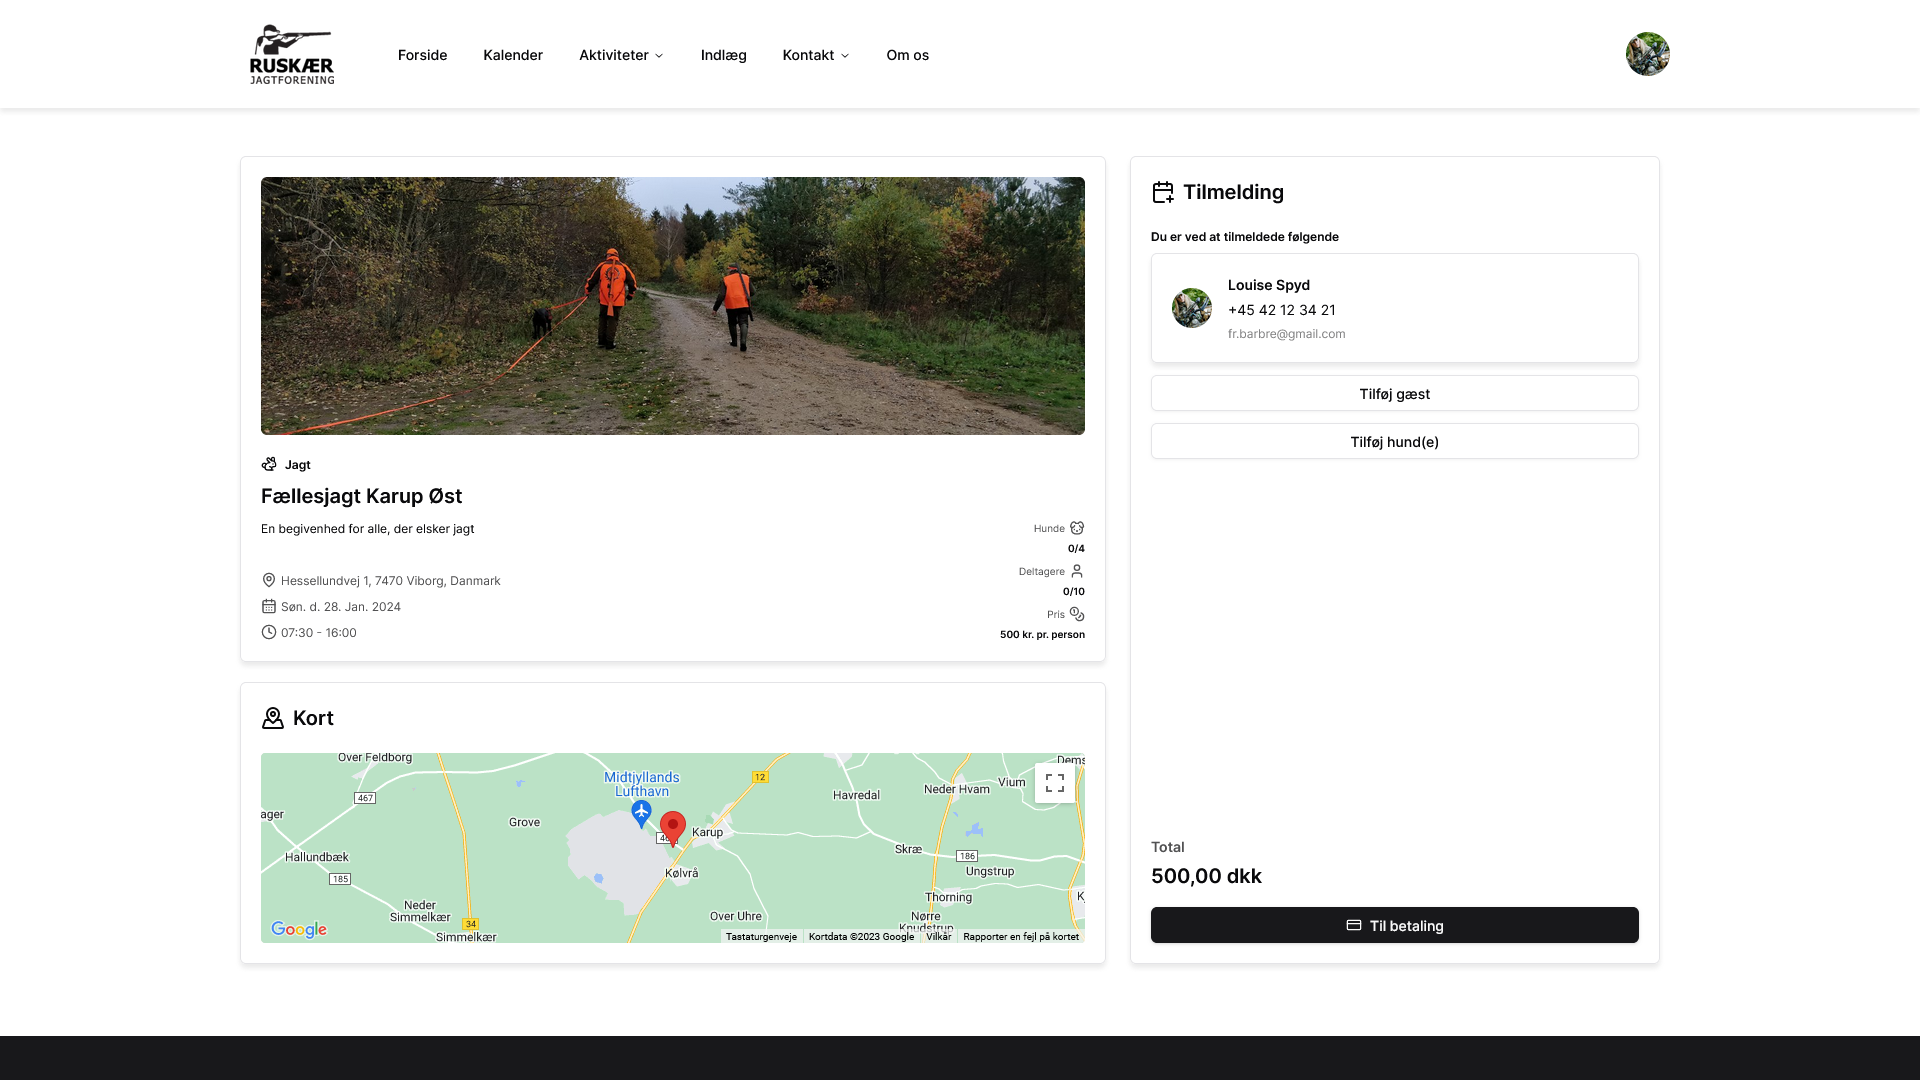 RUSKÆR
JAGTFORENING
Forside
Kalender
Aktiviteter
Indlæg
Kontakt
Om os
Jagt
Fællesjagt Karup Øst
En begivenhed for alle, der elsker jagt
Hessellundvej 1, 7470 Viborg, Danmark
Søn. d. 28. Jan. 2024
07:30 - 16:00
Hunde
0/4
Deltagere
0/10
Pris
500 kr. pr. person
Kort
Over Feldborg
Midtjyllands
Lufthavn
12
Dems
467
Havredal
Neder Hvam
Vium
ager
Grove
Karup
Hallundbæk
Skræ
186
185
Kølvrå
Ungstrup
Neder
Simmelkær
Thorning
K
34
Over Uhre
Nørre
Knudstrup
Simmelkær
Google
Tastaturgenveje
Kortdata ©2023 Google
Vilkår
Rapporter en fejl på kortet
Tilmelding
Du er ved at tilmeldede følgende
Louise Spyd
+45 42 12 34 21
fr.barbre@gmail.com
Tilføj gæst
Tilføj hund(e)
Total
500,00 dkk
Til betaling